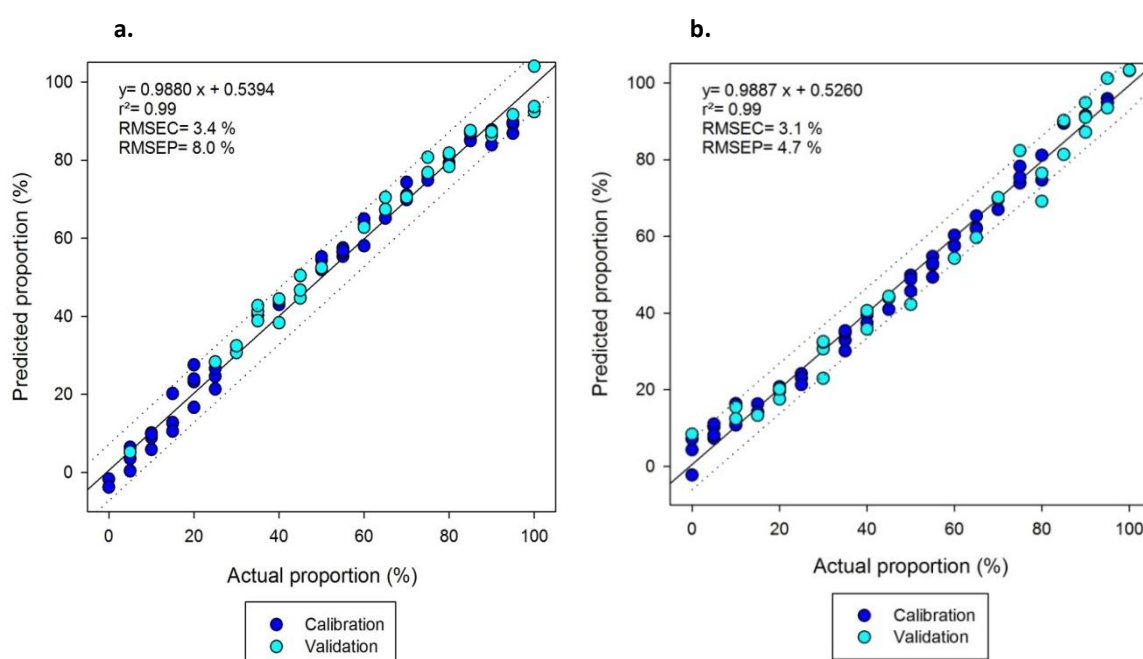 a.
y= 0.9880 x + 0.5394
r²= 0.99
RMSEC= 3.4 %
RMSEP= 8.0 %
Predicted proportion (%)
100
80
60
40
20
0
0 20 40 60 80 100
Actual proportion (%)
Calibration
Validation
b.
y= 0.9887 x + 0.5260
r²= 0.99
RMSEC= 3.1 %
RMSEP= 4.7 %
Predicted proportion (%)
100
80
60
40
20
0
0 20 40 60 80 100
Actual proportion (%)
Calibration
Validation